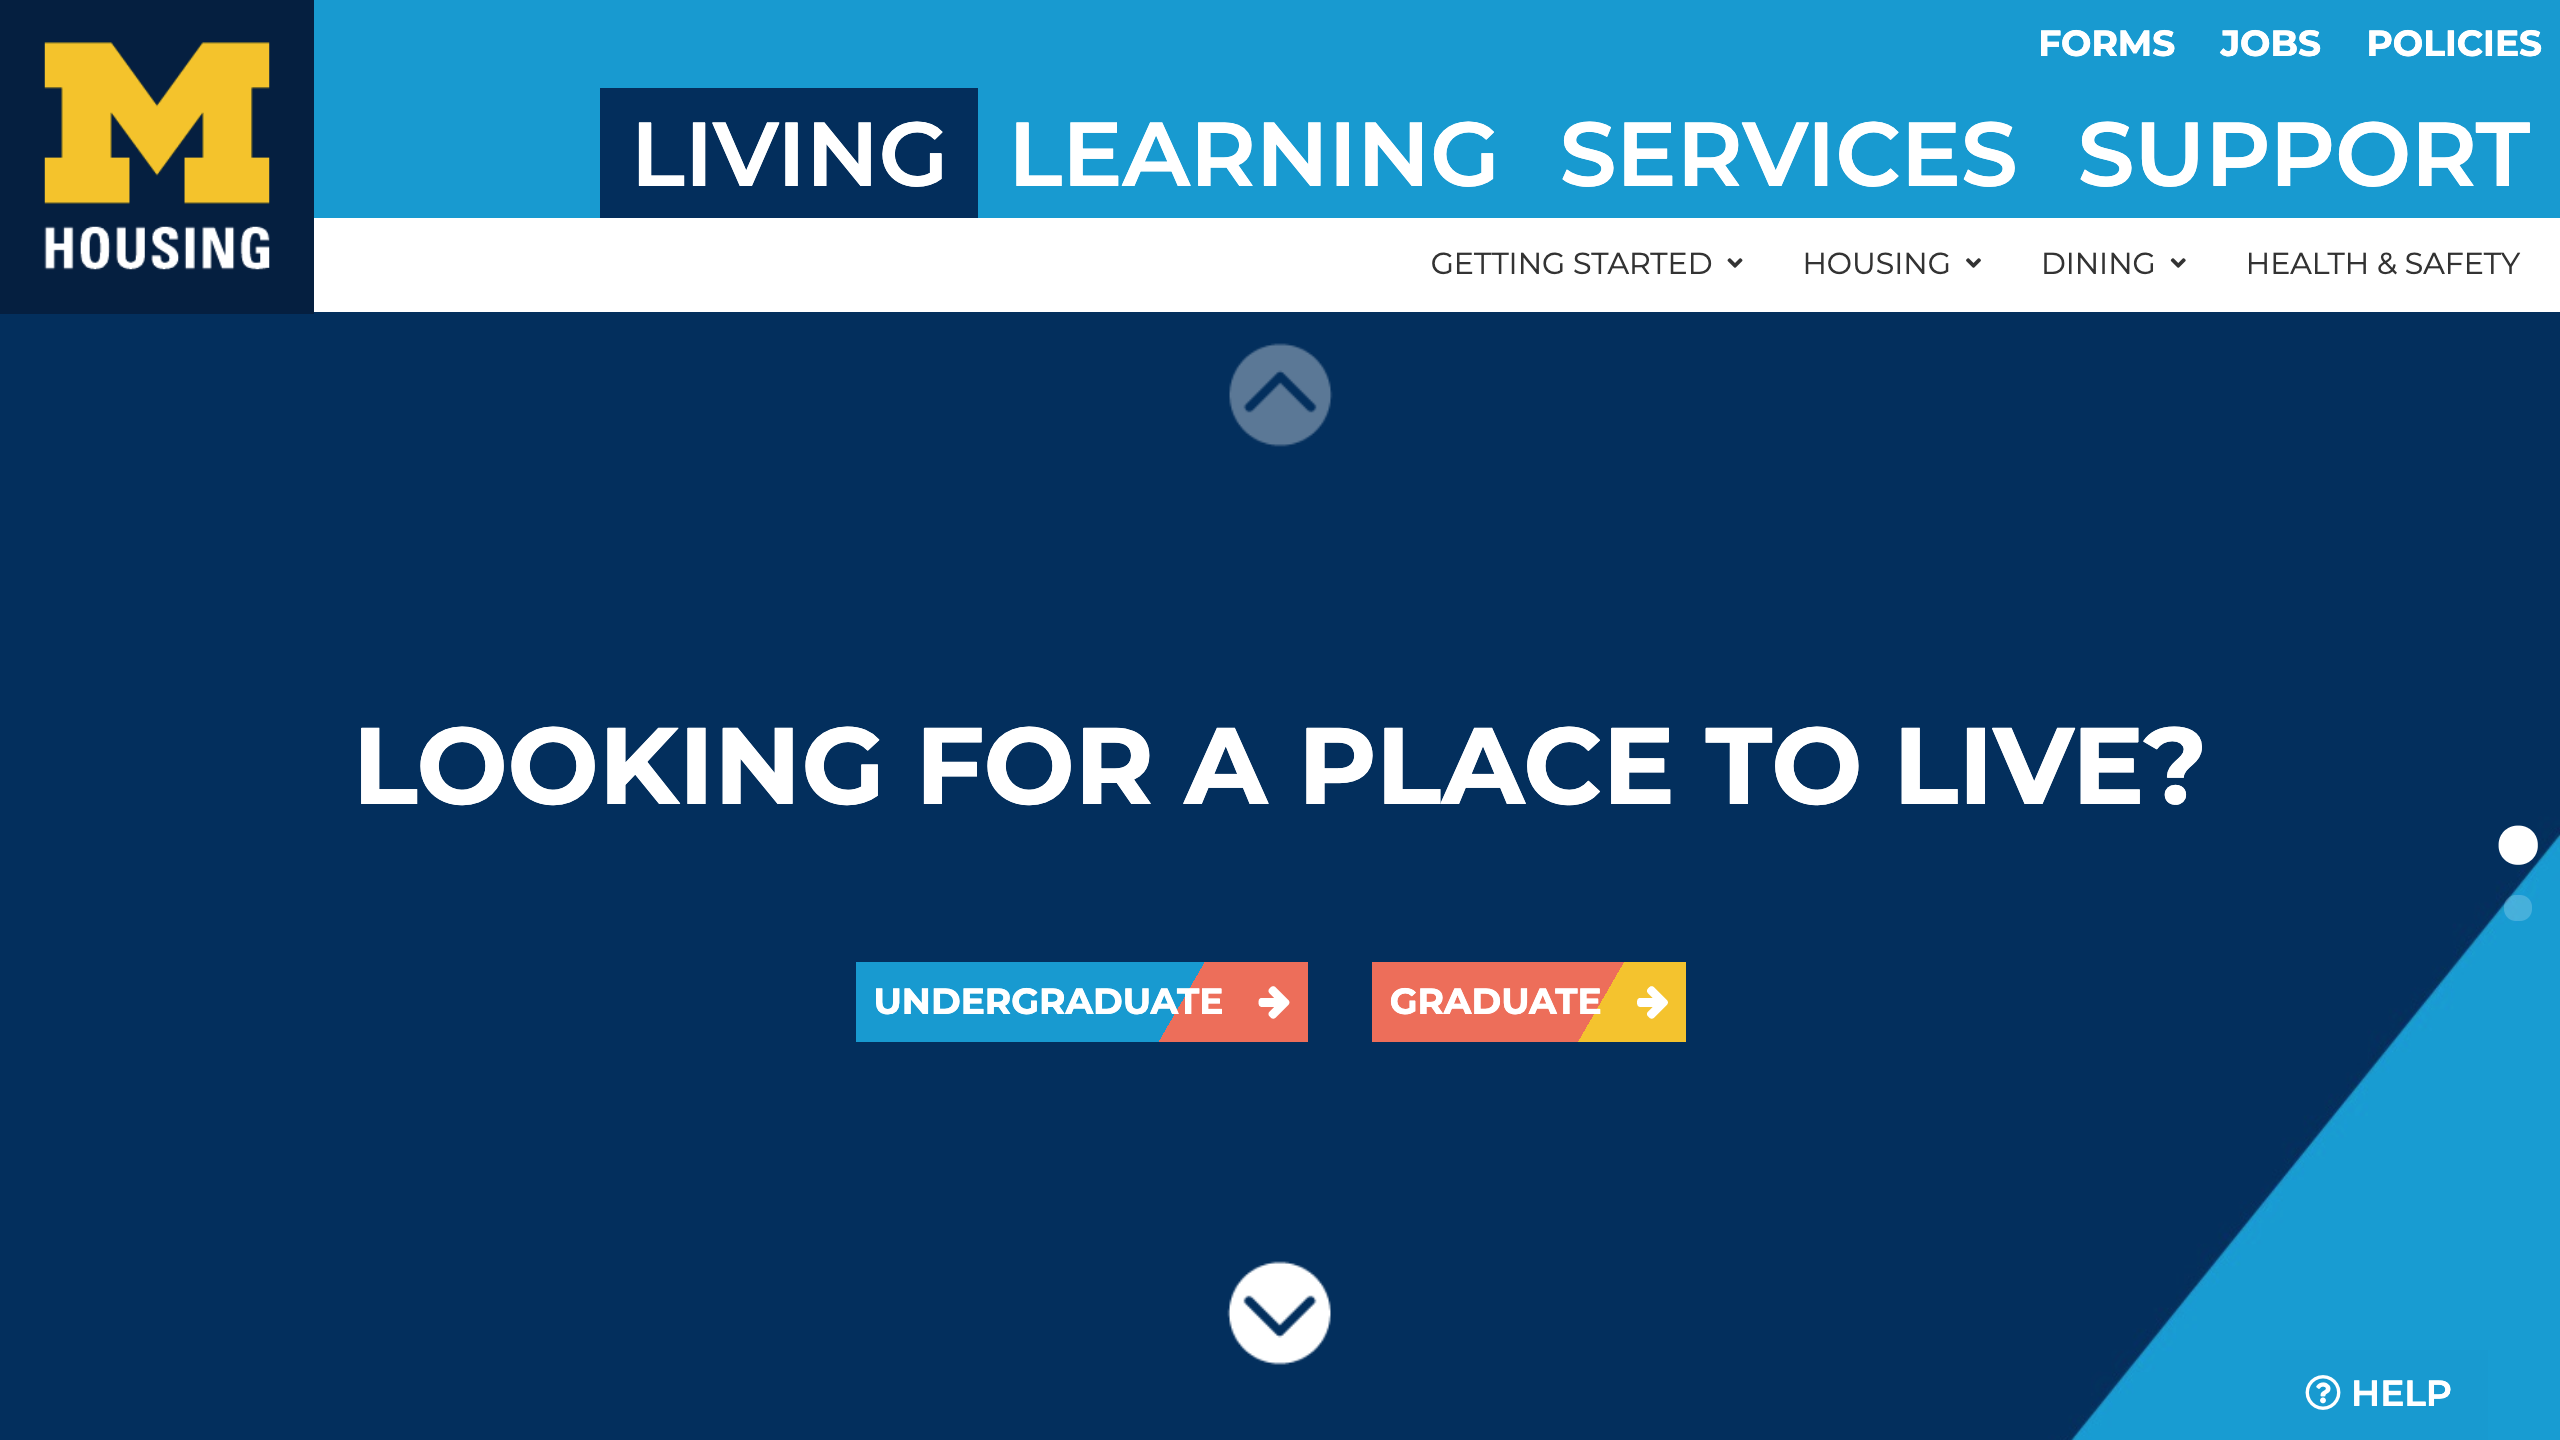 M
HOUSING
FORMS JOBS POLICIES
LIVING LEARNING SERVICES SUPPORT
GETTING STARTED HOUSING DINING HEALTH & SAFETY
LOOKING FOR A PLACE TO LIVE?
UNDERGRADUATE GRADUATE
HELP